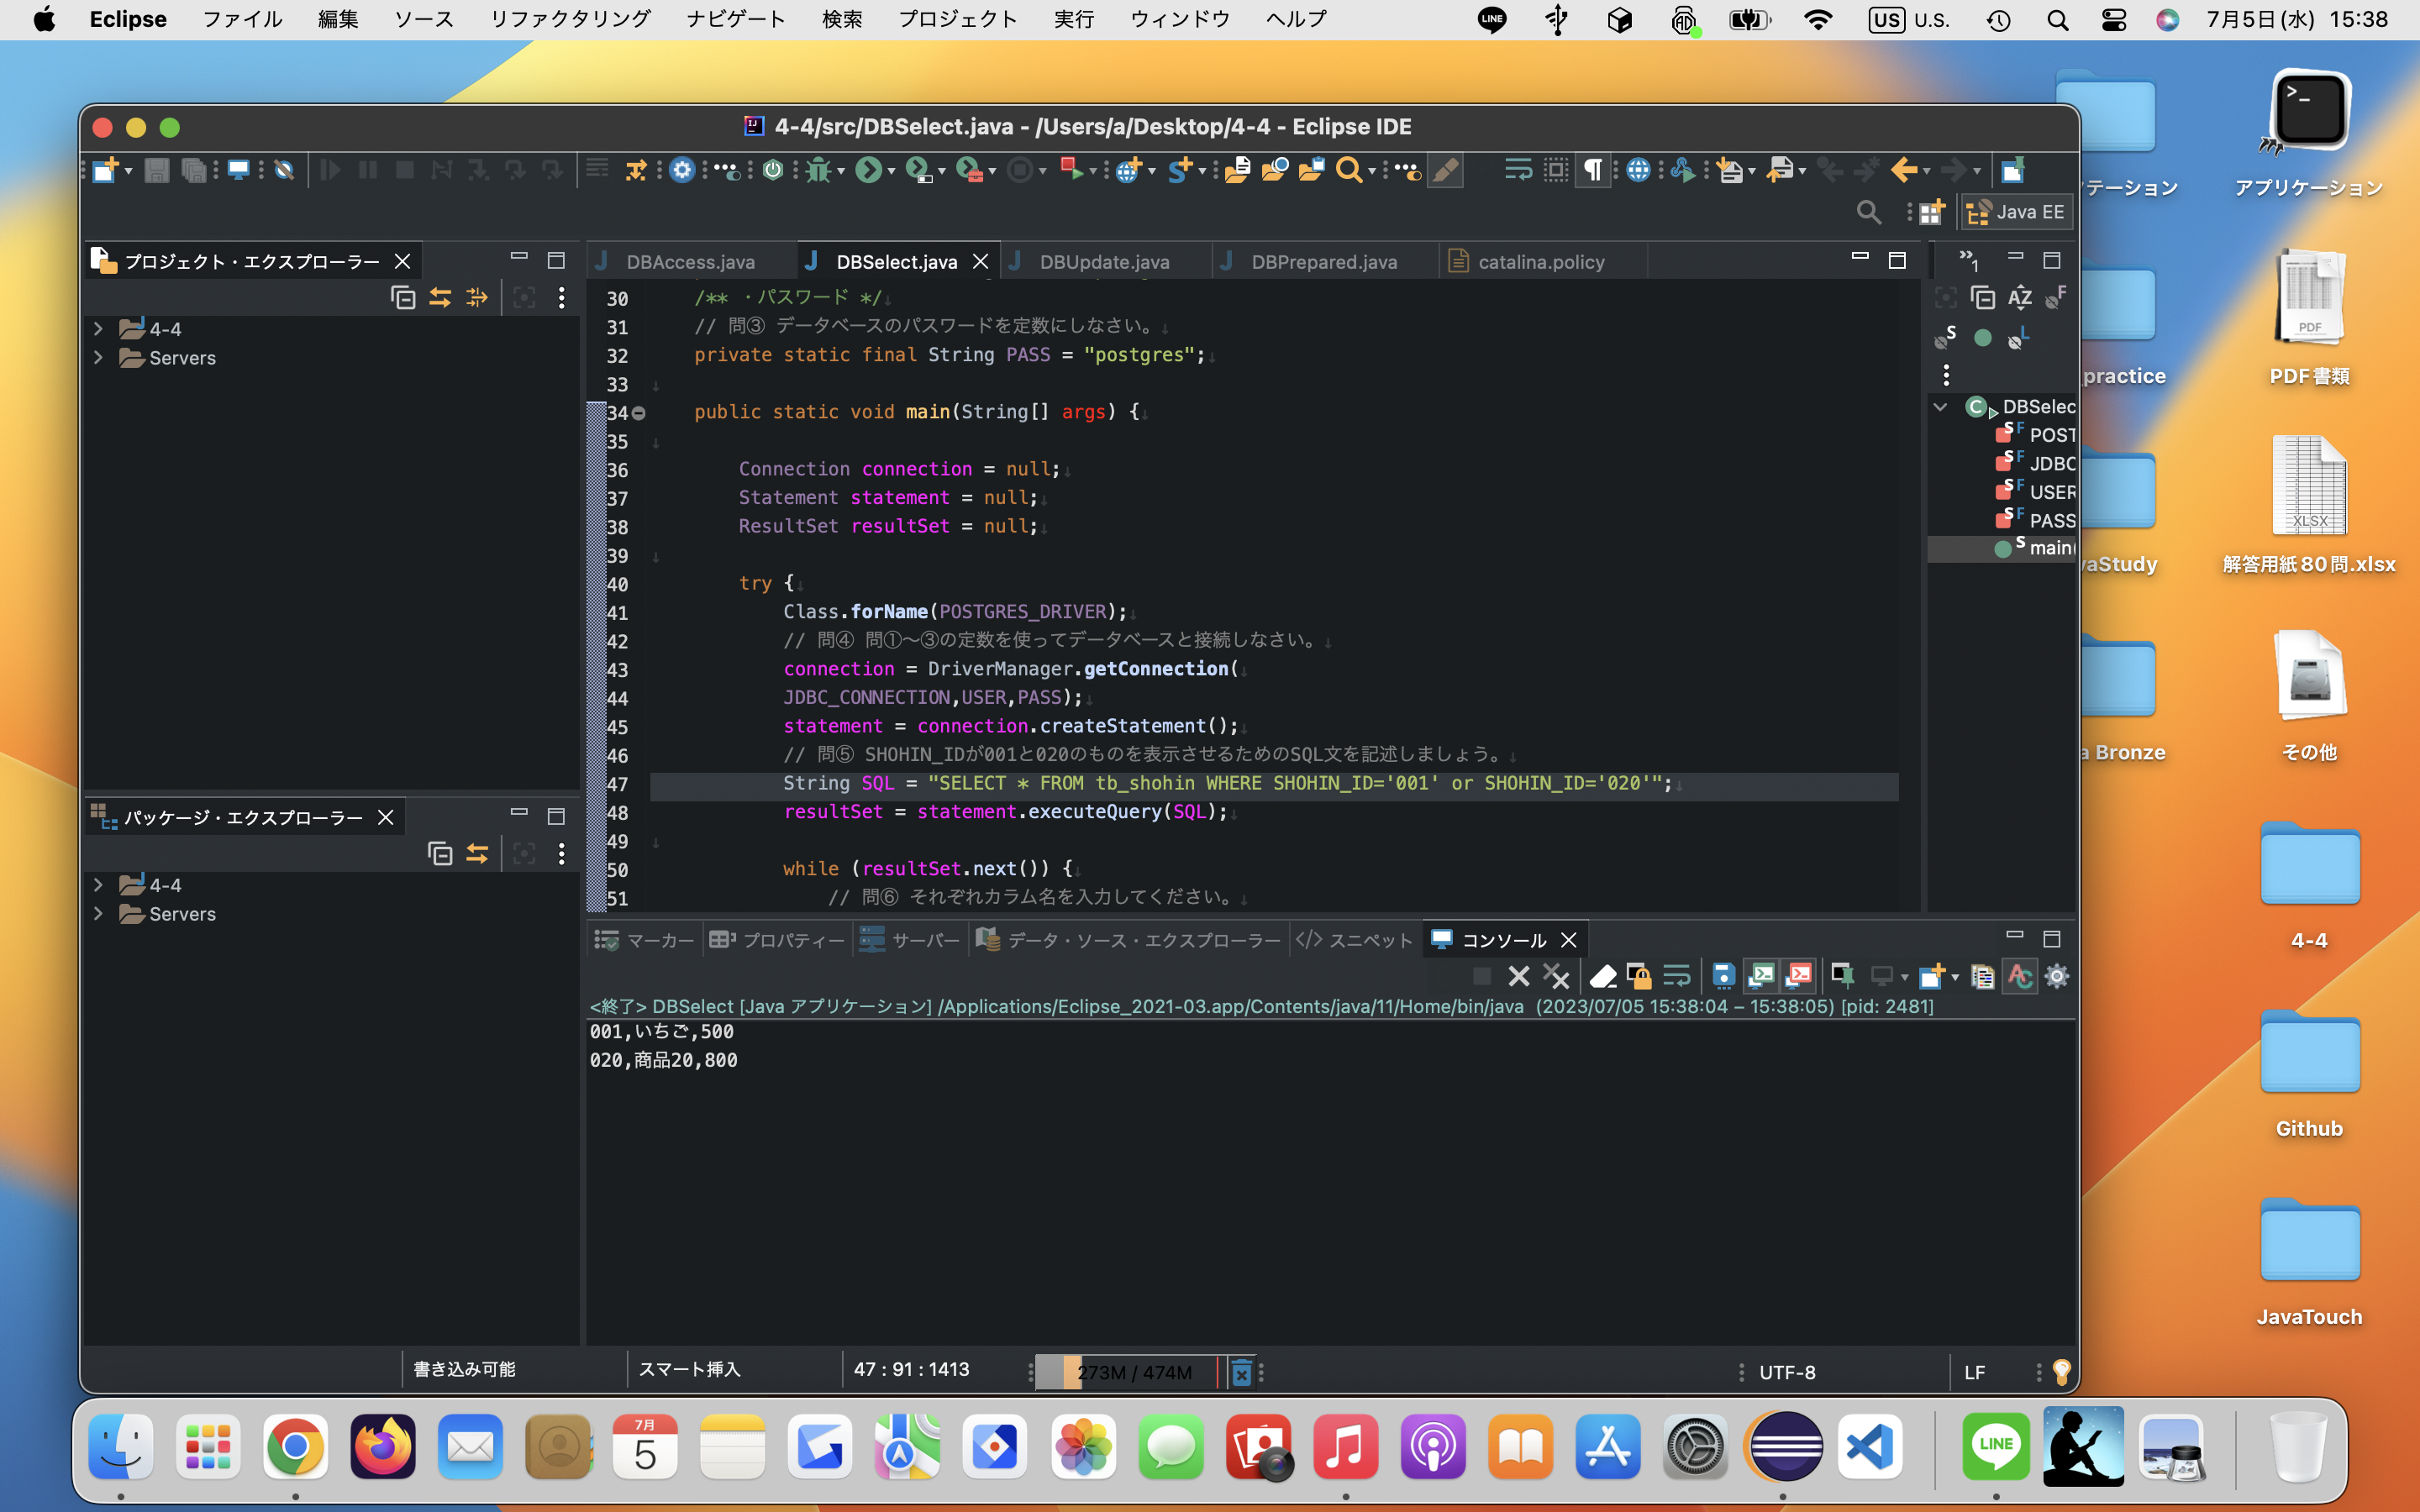 Eclipse ファイル 編集 ソース リファクタリング ナビゲート 検索 プロジェクト 実行 ウィンドウ ヘルプ LINE US U.S. 7月5日(水) 15:38
4-4/src/DBSelect.java - /Users/a/Desktop/4-4 - Eclipse IDE
Java EE
プロジェクト・エクスプローラー
4-4
Servers
パッケージ・エクスプローラー
4-4
Servers
DBAccess.java DBSelect.java DBUpdate.java DBPrepared.java catalina.policy
30 /** ・パスワード */
31 // 問③ データベースのパスワードを定数にしなさい。
32 private static final String PASS = "postgres";
33
34 public static void main(String[] args) {
35
36 Connection connection = null;
37 Statement statement = null;
38 ResultSet resultSet = null;
39
40 try {
41 Class.forName(POSTGRES_DRIVER);
42 // 問④ 問①〜③の定数を使ってデータベースと接続しなさい。
43 connection = DriverManager.getConnection(
44 JDBC_CONNECTION,USER,PASS);
45 statement = connection.createStatement();
46 // 問⑤ SHOHIN_IDが001と020のものを表示させるためのSQL文を記述しましょう。
47 String SQL = "SELECT * FROM tb_shohin WHERE SHOHIN_ID='001' or SHOHIN_ID='020'";
48 resultSet = statement.executeQuery(SQL);
49
50 while (resultSet.next()) {
51 // 問⑥ それぞれカラム名を入力してください。
DBSelec
POST
JDBC
USER
PASS
main(
マーカー プロパティー サーバー データ・ソース・エクスプローラー スニペット コンソール
<終了> DBSelect [Java アプリケーション] /Applications/Eclipse_2021-03.app/Contents/java/11/Home/bin/java (2023/07/05 15:38:04 – 15:38:05) [pid: 2481]
001,いちご,500
020,商品20,800
書き込み可能 スマート挿入 47 : 91 : 1413 273M / 474M UTF-8 LF
テーション
アプリケーション
practice
PDF
PDF書類
vaStudy
XLSX
解答用紙80問.xlsx
a Bronze
その他
4-4
Github
JavaTouch
7月
5
LINE